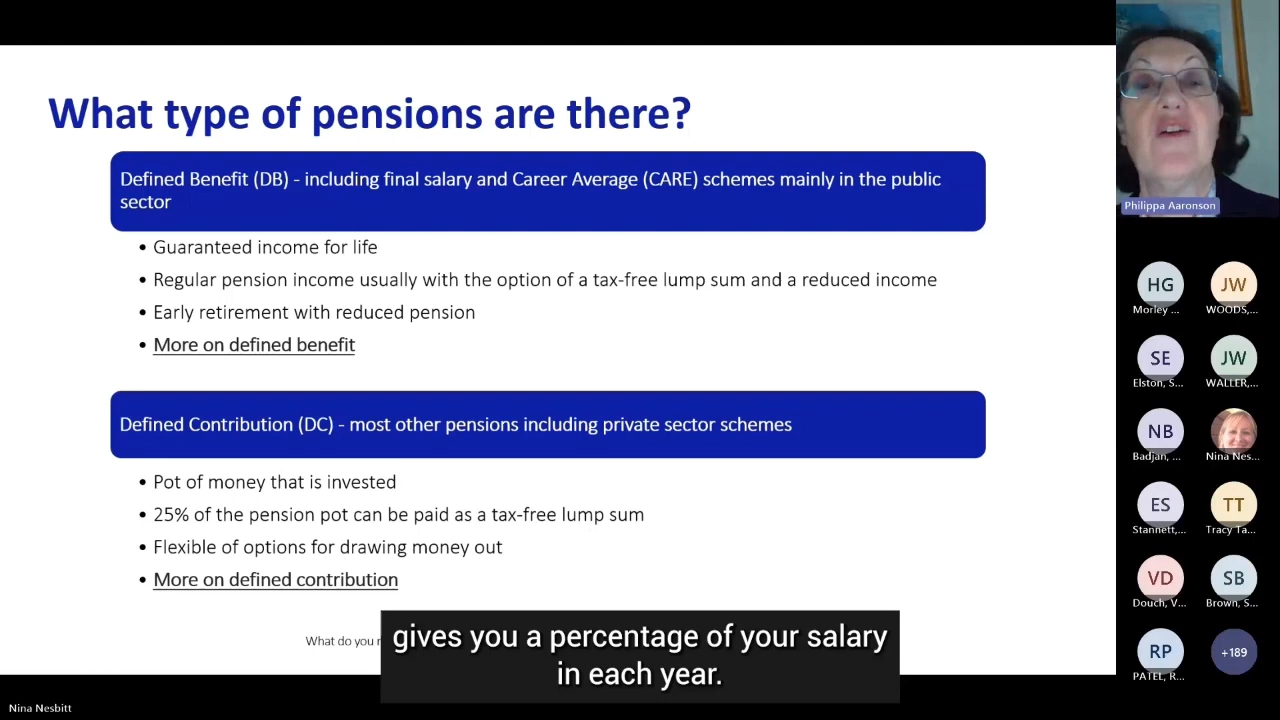 What type of pensions are there?
Defined Benefit (DB) - including final salary and Career Average (CARE) schemes mainly in the public
sector
• Guaranteed income for life
• Regular pension income usually with the option of a tax-free lump sum and a reduced income
• Early retirement with reduced pension
• More on defined benefit
Defined Contribution (DC) - most other pensions including private sector schemes
• Pot of money that is invested
• 25% of the pension pot can be paid as a tax-free lump sum
• Flexible of options for drawing money out
• More on defined contribution
What do you
gives you a percentage of your salary
in each year.
Nina Nesbitt
Philippa Aaronson
HG
JW
Morley ...
WOODS,...
SE
JW
Elston, S...
WALLER,...
NB
Badjan, ...
Nina Nes...
ES
TT
Stannett,...
Tracy Ta...
VD
SB
Douch, V...
Brown, S...
RP
+189
PATEL, R...